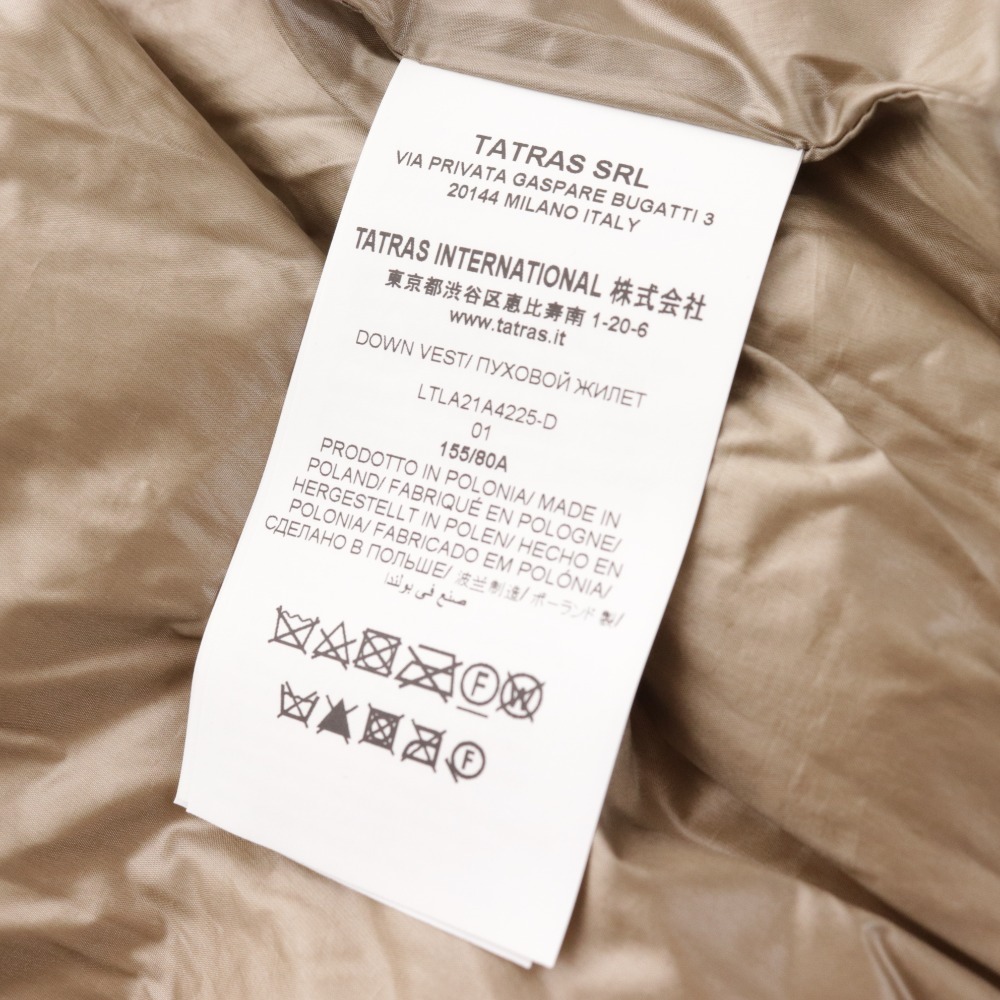 TATRAS SRL
VIA PRIVATA GASPARE BUGATTI 3
20144 MILANO ITALY
TATRAS INTERNATIONAL 株式会社
東京都渋谷区恵比寿南 1-20-6
www.tatras.it
DOWN VEST/ ПУХОВОЙ ЖИЛЕТ
LTLA21A4225-D
01
155/80A
PRODOTTO IN POLONIA/ MADE IN
POLAND/ FABRIQUÉ EN POLOGNE/
HERGESTELLT IN POLEN/ HECHO EN
POLONIA/ FABRICADO EM POLÓNIA/
СДЕЛАНО В ПОЛЬШЕ/ 波兰制造/ ポーランド製/
صنع في بولندا
F W
F